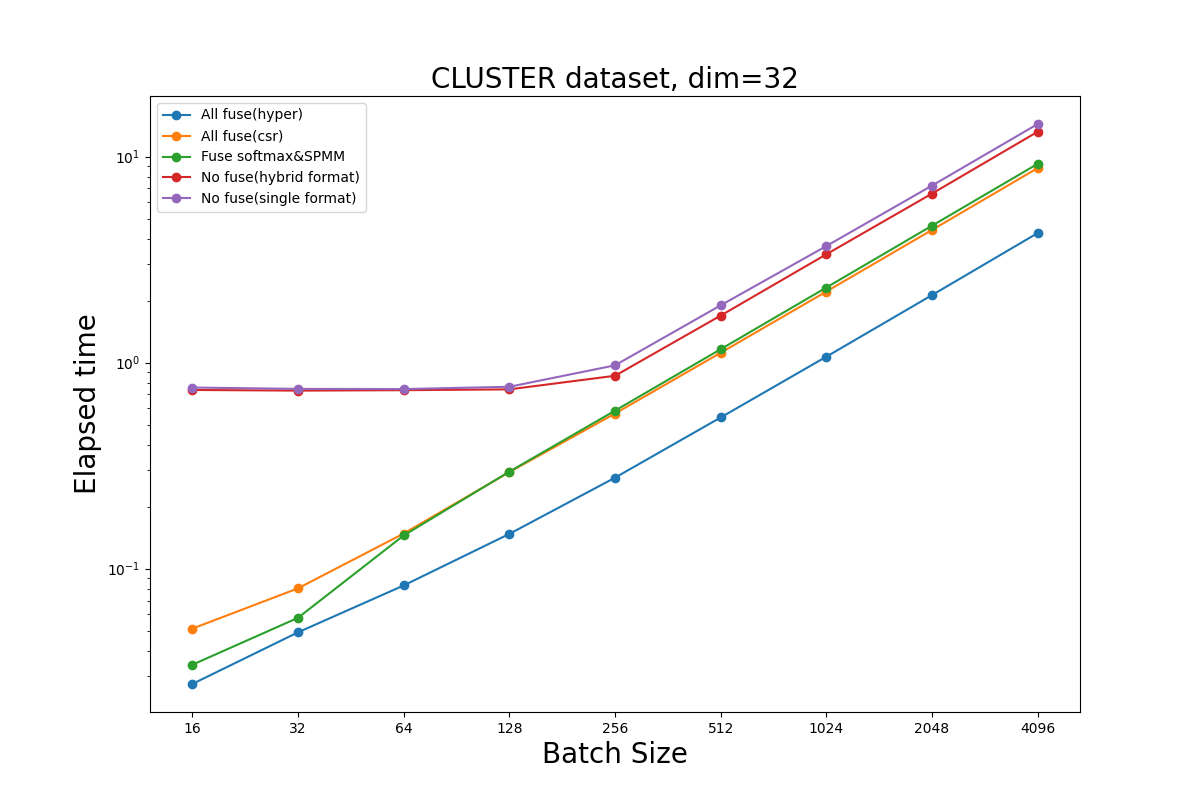 CLUSTER dataset, dim=32
All fuse(hyper)
All fuse(csr)
Fuse softmax&SPMM
No fuse(hybrid format)
No fuse(single format)
Elapsed time
10¹
10⁰
10⁻¹
16 32 64 128 256 512 1024 2048 4096
Batch Size